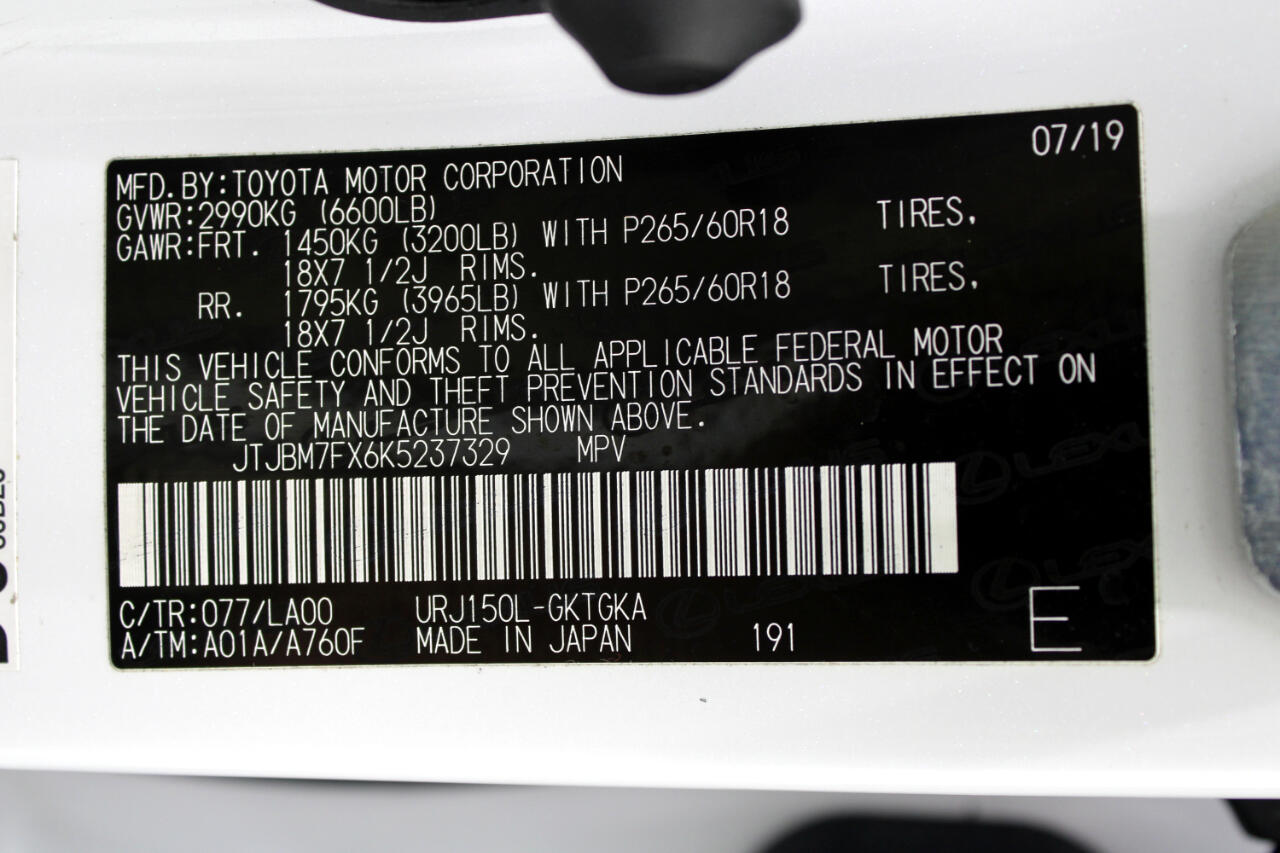 07/19
MFD.BY:TOYOTA MOTOR CORPORATION
GVWR:2990KG (6600LB)
GAWR:FRT. 1450KG (3200LB) WITH P265/60R18 TIRES,
18X7 1/2J RIMS.
RR. 1795KG (3965LB) WITH P265/60R18 TIRES,
18X7 1/2J RIMS.
THIS VEHICLE CONFORMS TO ALL APPLICABLE FEDERAL MOTOR
VEHICLE SAFETY AND THEFT PREVENTION STANDARDS IN EFFECT ON
THE DATE OF MANUFACTURE SHOWN ABOVE.
JTJBM7FX6K5237329 MPV
LEXUS
LEXUS
C/TR:077/LA00 URJ150L-GKTGKA
A/TM:A01A/A760F MADE IN JAPAN 191
E